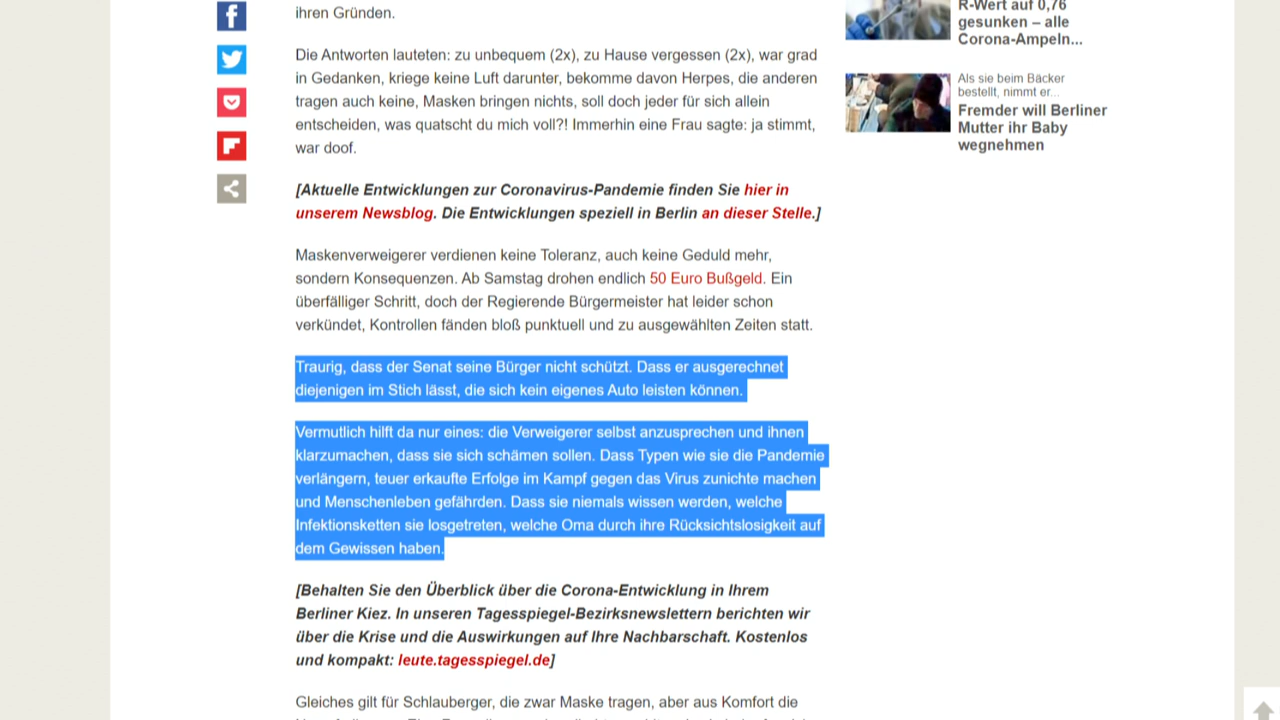 ihren Gründen.
Die Antworten lauteten: zu unbequem (2x), zu Hause vergessen (2x), war grad
in Gedanken, kriege keine Luft darunter, bekomme davon Herpes, die anderen
tragen auch keine, Masken bringen nichts, soll doch jeder für sich allein
entscheiden, was quatscht du mich voll?! Immerhin eine Frau sagte: ja stimmt,
war doof.
[Aktuelle Entwicklungen zur Coronavirus-Pandemie finden Sie hier in
unserem Newsblog. Die Entwicklungen speziell in Berlin an dieser Stelle.]
Maskenverweigerer verdienen keine Toleranz, auch keine Geduld mehr,
sondern Konsequenzen. Ab Samstag drohen endlich 50 Euro Bußgeld. Ein
überfälliger Schritt, doch der Regierende Bürgermeister hat leider schon
verkündet, Kontrollen fänden bloß punktuell und zu ausgewählten Zeiten statt.
Traurig, dass der Senat seine Bürger nicht schützt. Dass er ausgerechnet
diejenigen im Stich lässt, die sich kein eigenes Auto leisten können.
Vermutlich hilft da nur eines: die Verweigerer selbst anzusprechen und ihnen
klarzumachen, dass sie sich schämen sollen. Dass Typen wie sie die Pandemie
verlängern, teuer erkaufte Erfolge im Kampf gegen das Virus zunichte machen
und Menschenleben gefährden. Dass sie niemals wissen werden, welche
Infektionsketten sie losgetreten, welche Oma durch ihre Rücksichtslosigkeit auf
dem Gewissen haben.
[Behalten Sie den Überblick über die Corona-Entwicklung in Ihrem
Berliner Kiez. In unseren Tagesspiegel-Bezirksnewslettern berichten wir
über die Krise und die Auswirkungen auf Ihre Nachbarschaft. Kostenlos
und kompakt: leute.tagesspiegel.de]
Gleiches gilt für Schlauberger, die zwar Maske tragen, aber aus Komfort die
R-Wert auf 0,76
gesunken – alle
Corona-Ampeln...
Als sie beim Bäcker
bestellt, nimmt er...
Fremder will Berliner
Mutter ihr Baby
wegnehmen